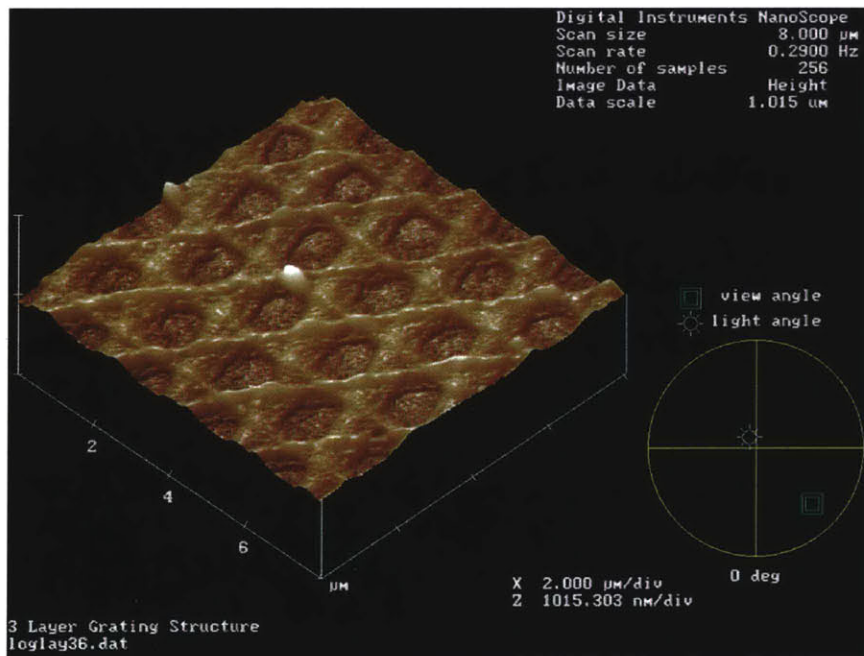 Digital Instruments NanoScope
Scan size 8.000 µm
Scan rate 0.2900 Hz
Number of samples 256
Image Data Height
Data scale 1.015 um
view angle
light angle
2
4
6
µm
0 deg
X 2.000 µm/div
Z 1015.303 nm/div
3 Layer Grating Structure
loglay36.dat